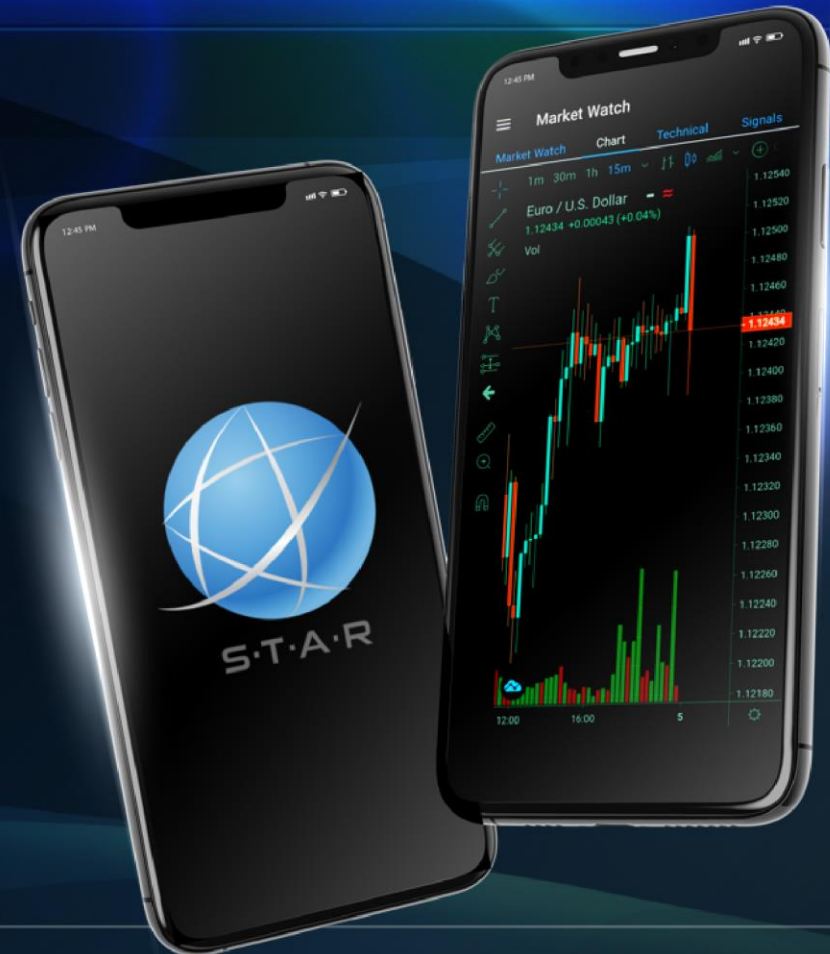 12:45 PM
S·T·A·R
12:45 PM
Market Watch
Market Watch Chart Technical Signals
1m 30m 1h 15m
Euro / U.S. Dollar
1.12434 +0.00043 (+0.04%)
Vol
T
1.12540
1.12520
1.12500
1.12480
1.12460
1.12440
1.12434
1.12420
1.12400
1.12380
1.12360
1.12340
1.12320
1.12300
1.12280
1.12260
1.12240
1.12220
1.12200
1.12180
12:00 16:00 5